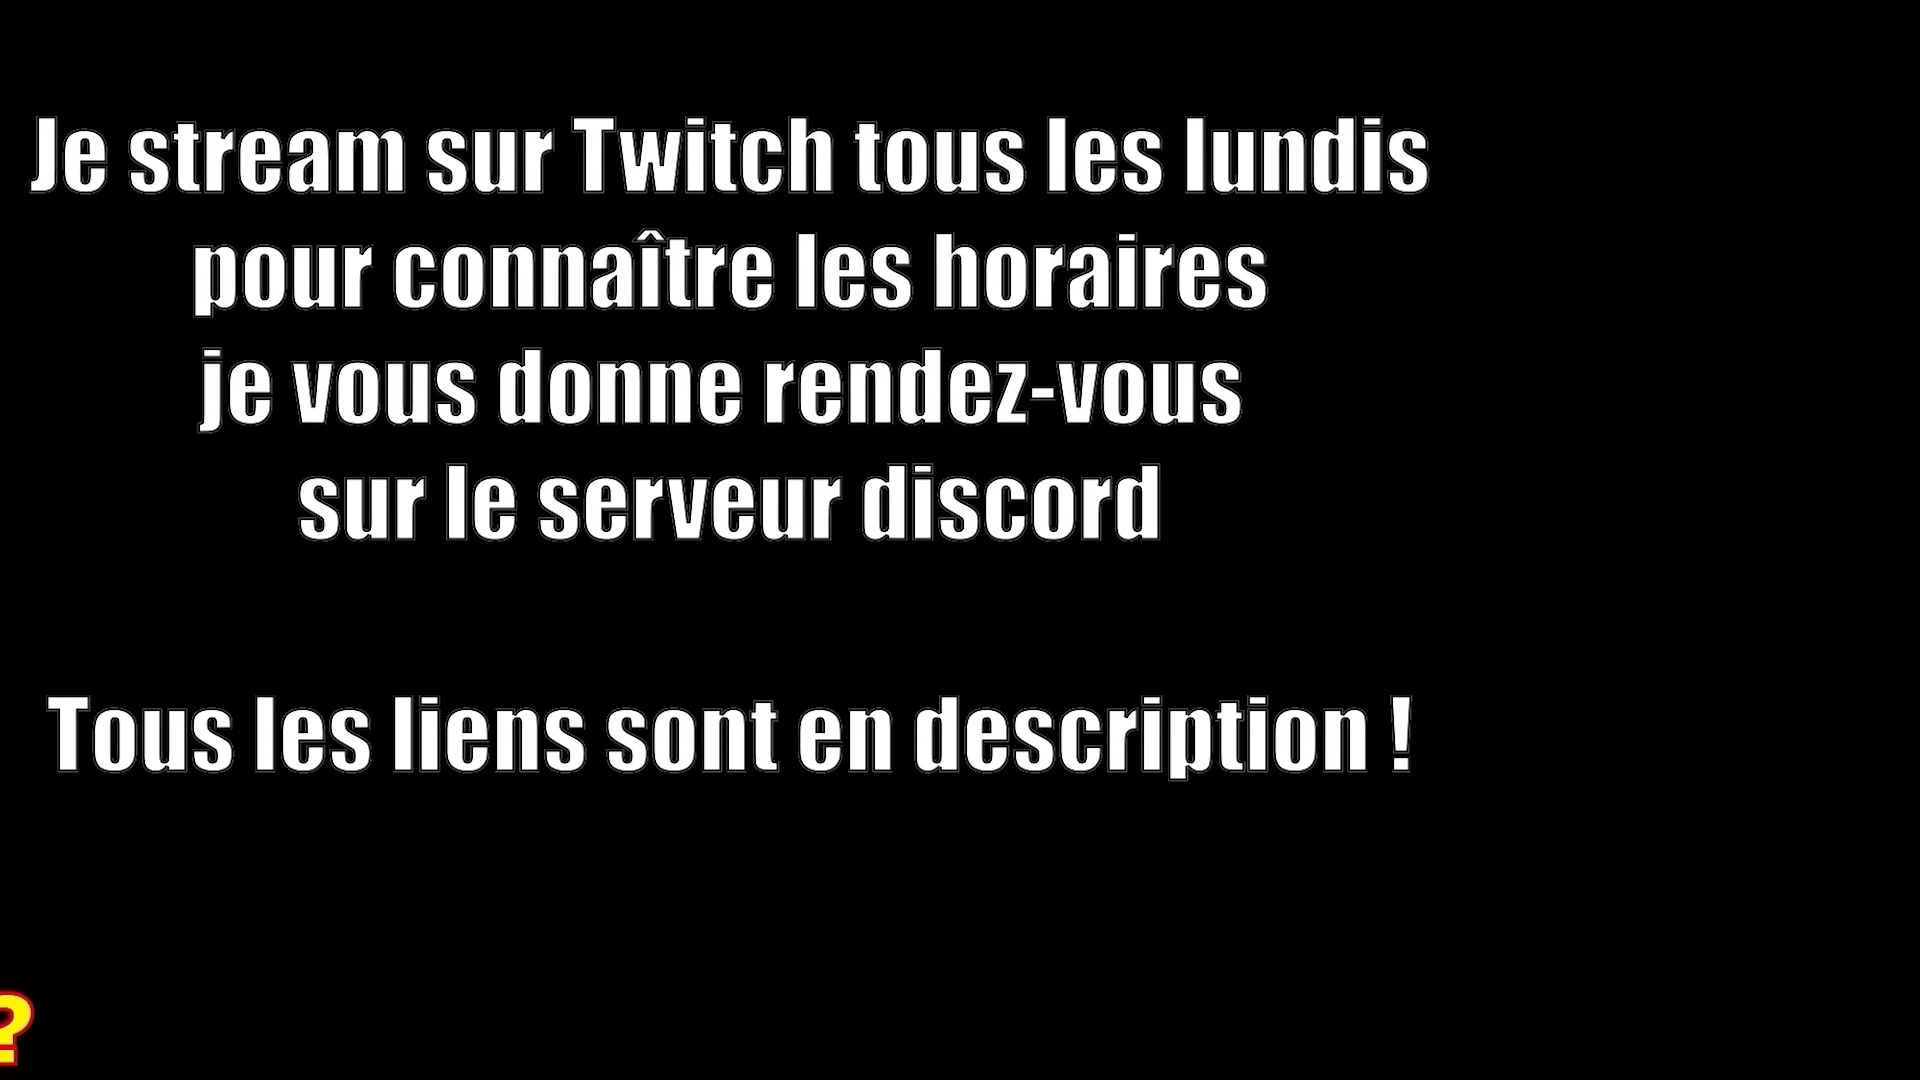 Je stream sur Twitch tous les lundis
pour connaître les horaires
je vous donne rendez-vous
sur le serveur discord
Tous les liens sont en description !
?